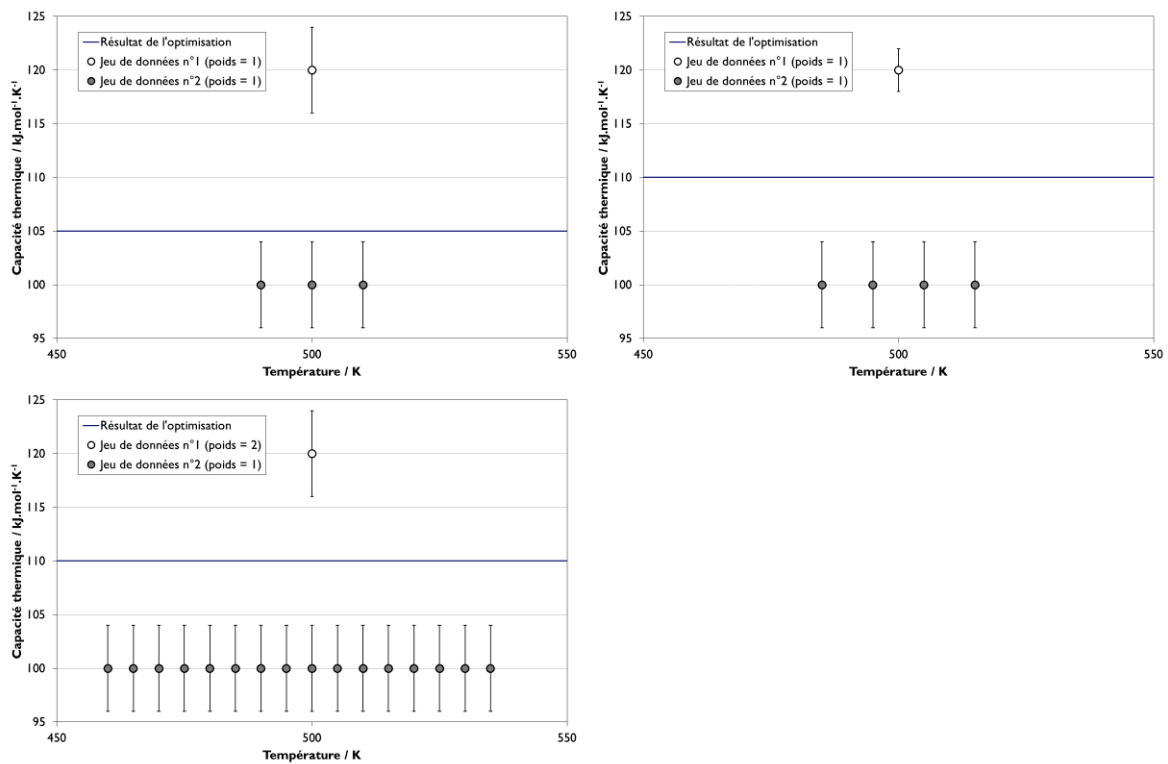 125
120
115
110
105
100
95
Capacité thermique / kJ.mol⁻¹.K⁻¹
Résultat de l'optimisation
Jeu de données n°1 (poids = 1)
Jeu de données n°2 (poids = 1)
450
500
550
Température / K
125
120
115
110
105
100
95
Capacité thermique / kJ.mol⁻¹.K⁻¹
Résultat de l'optimisation
Jeu de données n°1 (poids = 1)
Jeu de données n°2 (poids = 1)
450
500
550
Température / K
125
120
115
110
105
100
95
Capacité thermique / kJ.mol⁻¹.K⁻¹
Résultat de l'optimisation
Jeu de données n°1 (poids = 2)
Jeu de données n°2 (poids = 1)
450
500
550
Température / K